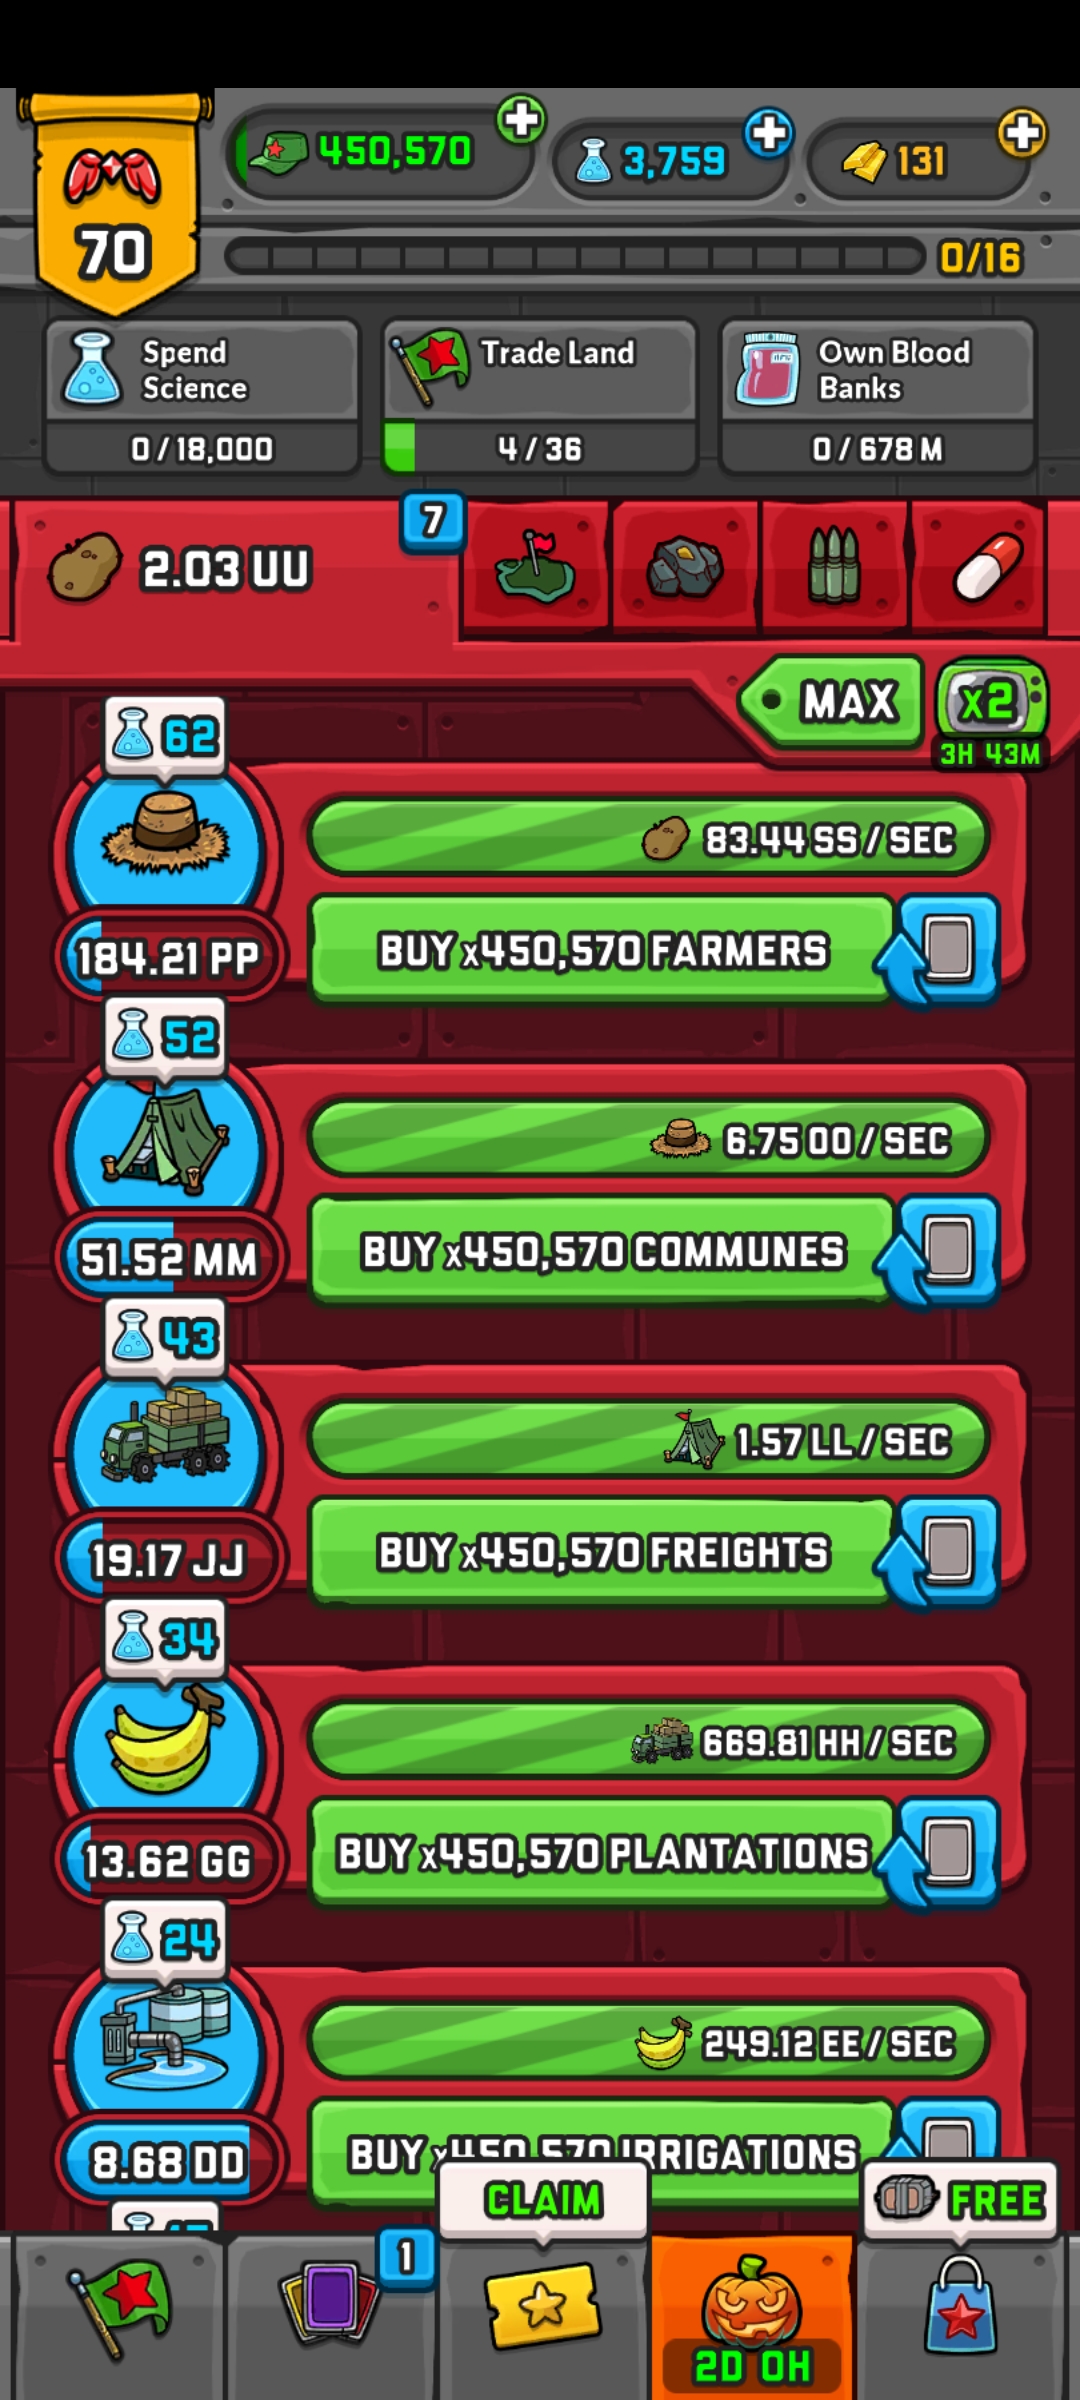 450,570
3,759
131
70
0/16
Spend
Science
0 / 18,000
Trade Land
4 / 36
Own Blood
Banks
0 / 678 M
2.03 UU
7
MAX
x2
3H 43M
62
83.44 SS / SEC
184.21 PP
BUY x450,570 FARMERS
52
6.75 OO / SEC
51.52 MM
BUY x450,570 COMMUNES
43
1.57 LL / SEC
19.17 JJ
BUY x450,570 FREIGHTS
34
669.81 HH / SEC
13.62 GG
BUY x450,570 PLANTATIONS
24
249.12 EE / SEC
8.68 DD
BUY x450,570 IRRIGATIONS
CLAIM
FREE
1
2D 0H